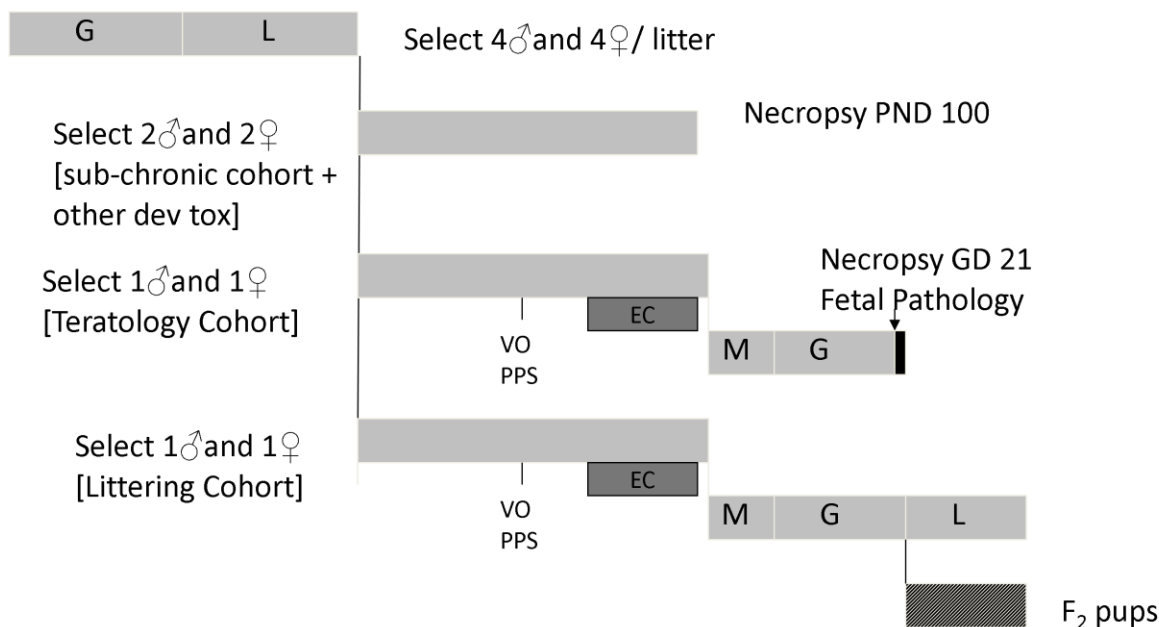 G
L
Select 4♂and 4♀/ litter
Select 2♂and 2♀
[sub-chronic cohort +
other dev tox]
Necropsy PND 100
Select 1♂and 1♀
[Teratology Cohort]
EC
VO
PPS
Necropsy GD 21
Fetal Pathology
M
G
Select 1♂and 1♀
[Littering Cohort]
EC
VO
PPS
M
G
L
F₂ pups